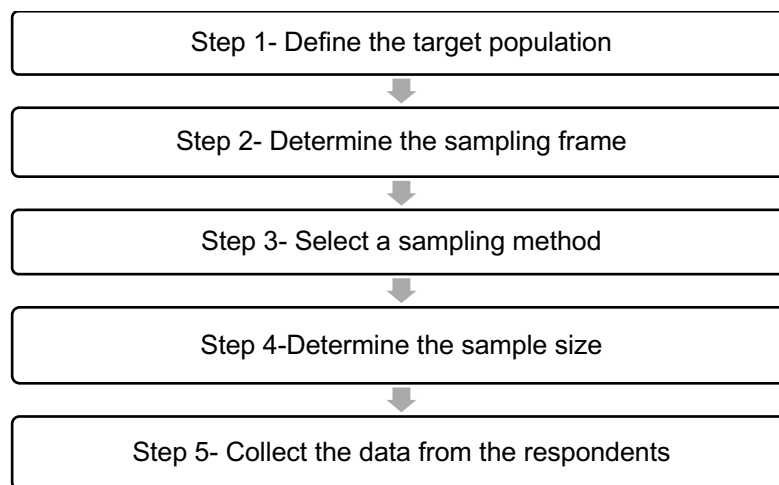 Step 1- Define the target population
Step 2- Determine the sampling frame
Step 3- Select a sampling method
Step 4-Determine the sample size
Step 5- Collect the data from the respondents